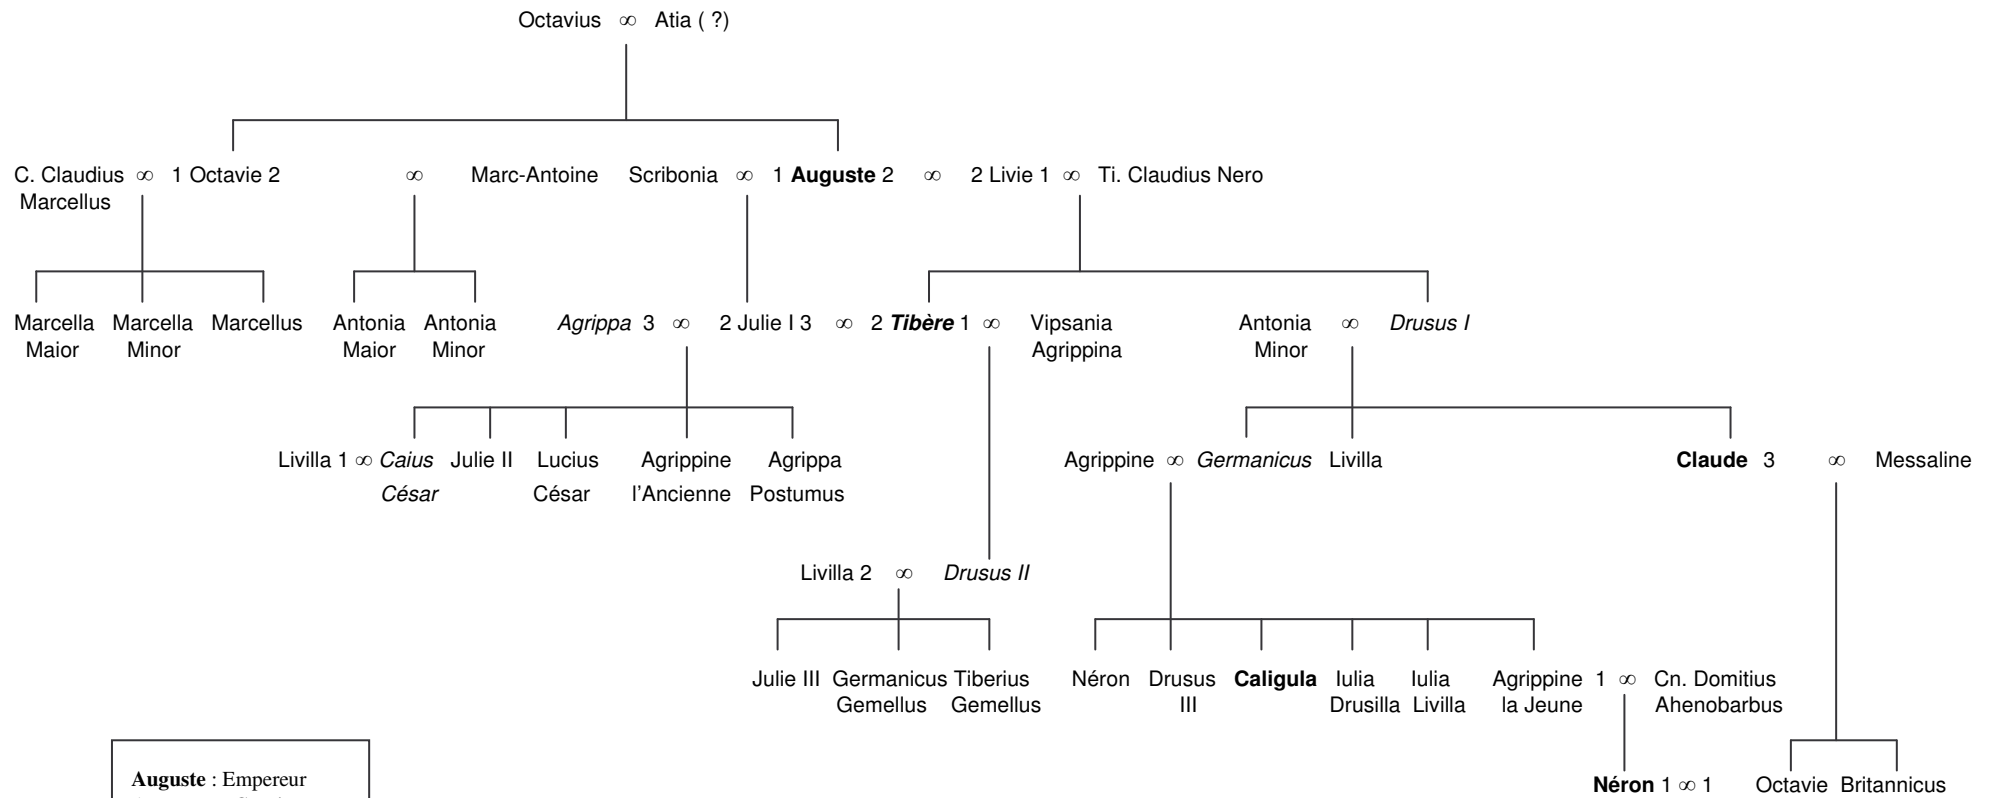 Octavius ∞ Atia ( ?)
C. Claudius ∞ 1 Octavie 2 ∞ Marc-Antoine Scribonia ∞ 1 Auguste 2 ∞ 2 Livie 1 ∞ Ti. Claudius Nero
Marcellus
Marcella Marcella Marcellus Antonia Antonia Agrippa 3 ∞ 2 Julie I 3 ∞ 2 Tibère 1 ∞ Vipsania Antonia ∞ Drusus I
Maior Minor Maior Minor Agrippina Minor
Livilla 1 ∞ Caius Julie II Lucius Agrippine Agrippa Agrippine ∞ Germanicus Livilla Claude 3 ∞ Messaline
César César l'Ancienne Postumus
Livilla 2 ∞ Drusus II
Julie III Germanicus Tiberius Néron Drusus Caligula Iulia Iulia Agrippine 1 ∞ Cn. Domitius
Gemellus Gemellus III Drusilla Livilla la Jeune Ahenobarbus
Auguste : Empereur
Néron 1 ∞ 1 Octavie Britannicus